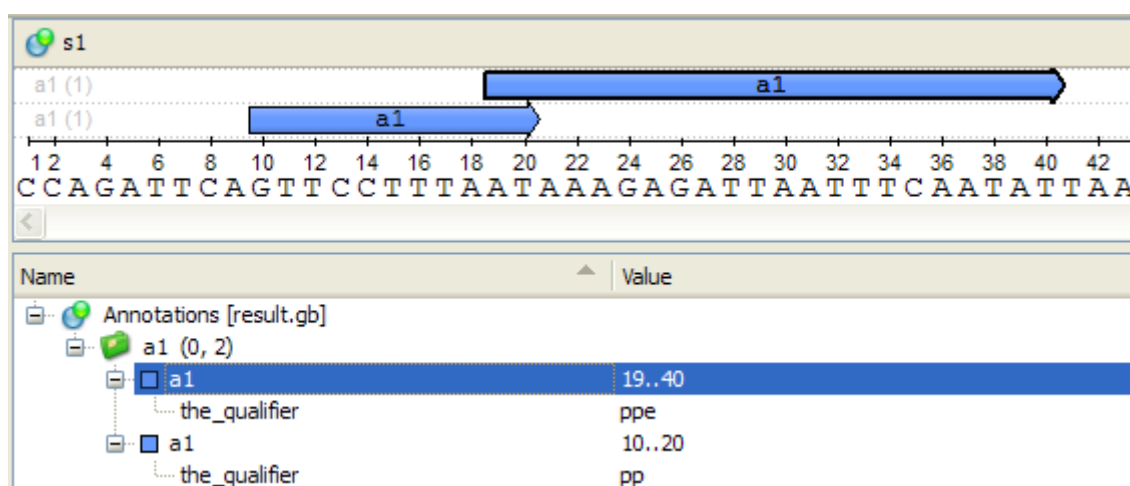 s1
a1 (1)
a1
a1 (1)
a1
1 2 4 6 8 10 12 14 16 18 20 22 24 26 28 30 32 34 36 38 40 42
CCAGATTCAGTTCCTTTAATAAAGAGATTAATTTCAATATTAA
Name Value
Annotations [result.gb]
a1 (0, 2)
a1 19..40
the_qualifier ppe
a1 10..20
the_qualifier pp